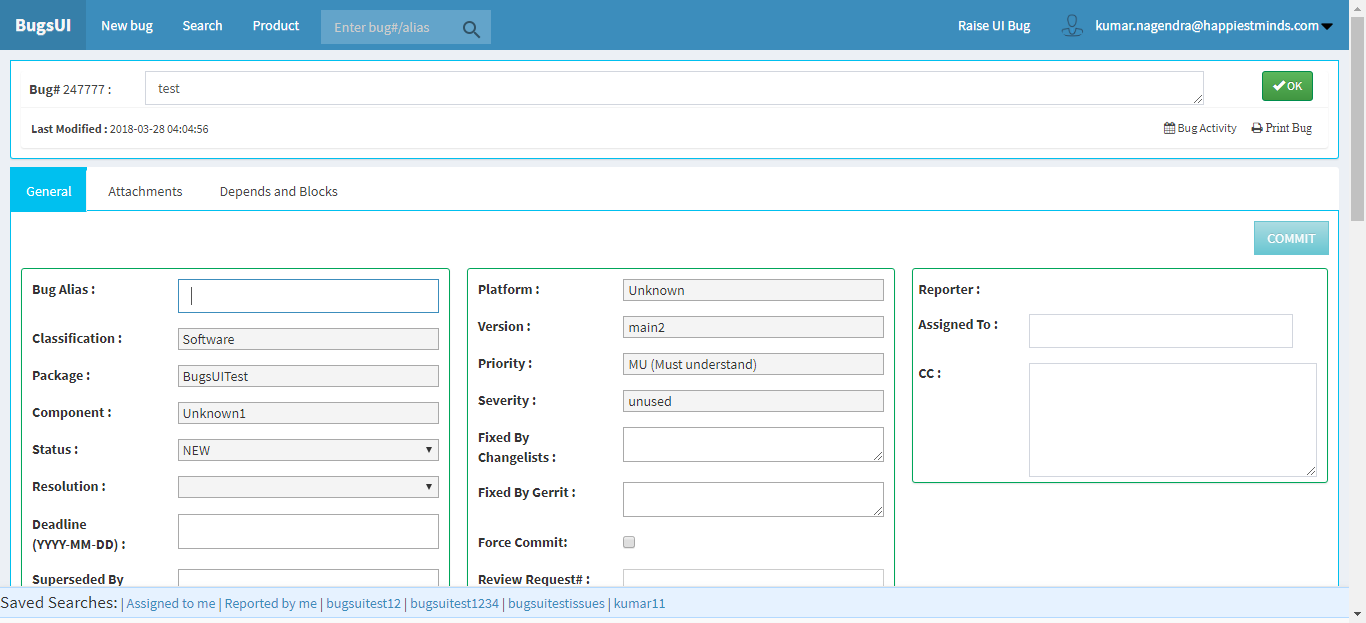 BugsUI New bug Search Product Enter bug#/alias Raise UI Bug kumar.nagendra@happiestminds.com
Bug# 247777 : test OK
Last Modified : 2018-03-28 04:04:56 Bug Activity Print Bug
General Attachments Depends and Blocks
COMMIT
Bug Alias :
Classification : Software
Package : BugsUITest
Component : Unknown1
Status : NEW
Resolution :
Deadline
(YYYY-MM-DD) :
Superseded By
Platform : Unknown
Version : main2
Priority : MU (Must understand)
Severity : unused
Fixed By
Changelists :
Fixed By Gerrit :
Force Commit:
Review Request# :
Reporter :
Assigned To :
CC :
Saved Searches: | Assigned to me | Reported by me | bugsuitest12 | bugsuitest1234 | bugsuitestissues | kumar11